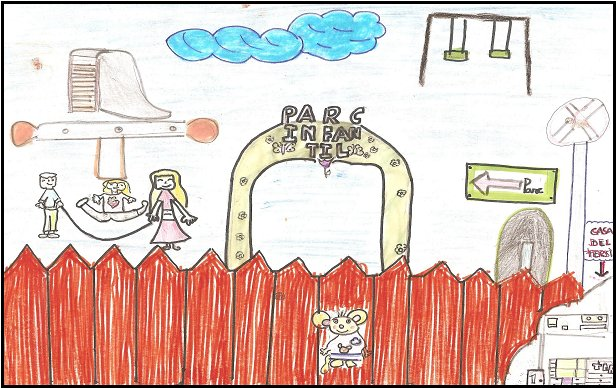 PARC
INFAN
TIL
Parc
CASA
DEL